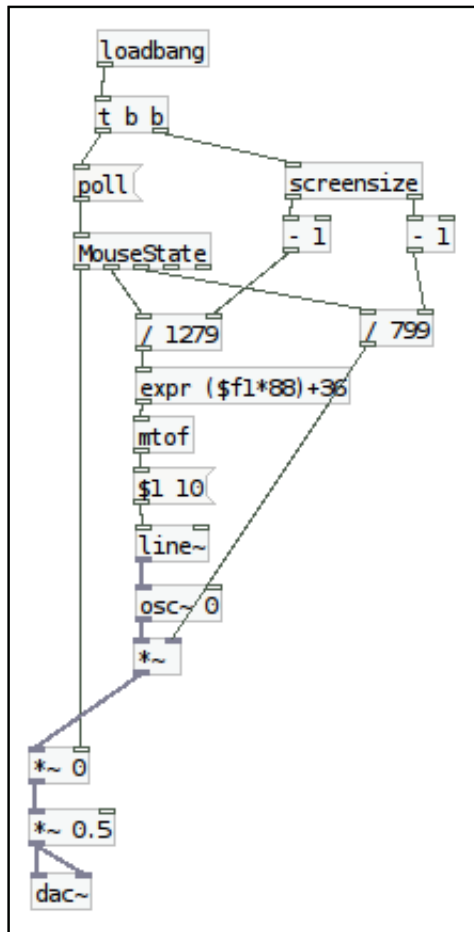 loadbang
t b b
poll
screensize
MouseState
- 1
- 1
/ 1279
/ 799
expr ($f1*88)+36
mtof
$1 10
line~
osc~ 0
*~
*~ 0
*~ 0.5
dac~